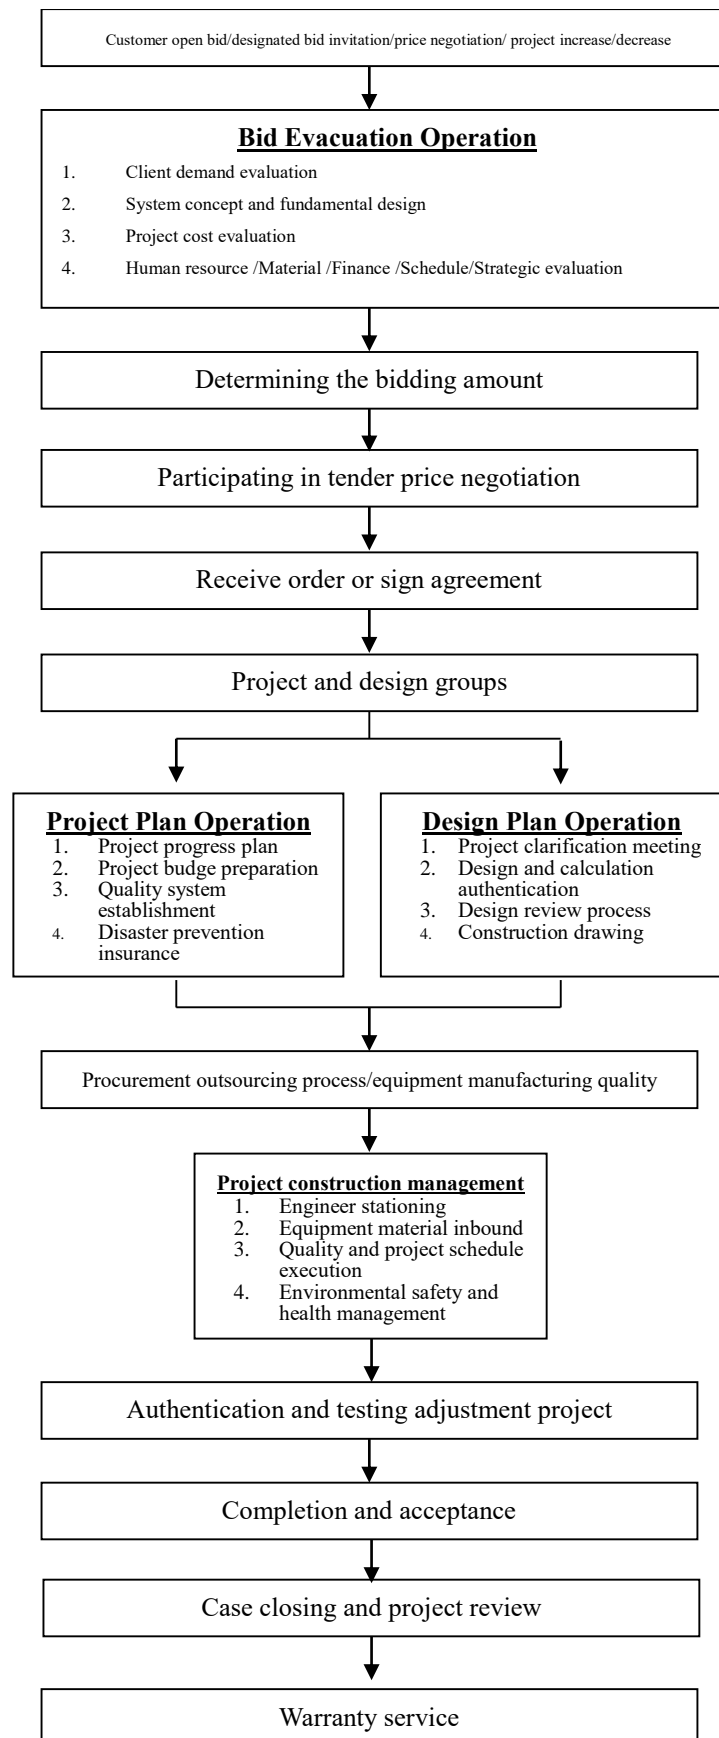 Customer open bid/designated bid invitation/price negotiation/ project increase/decrease
Bid Evacuation Operation
1. Client demand evaluation
2. System concept and fundamental design
3. Project cost evaluation
4. Human resource /Material /Finance /Schedule/Strategic evaluation
Determining the bidding amount
Participating in tender price negotiation
Receive order or sign agreement
Project and design groups
Project Plan Operation
1. Project progress plan
2. Project budge preparation
3. Quality system
establishment
4. Disaster prevention
insurance
Design Plan Operation
1. Project clarification meeting
2. Design and calculation
authentication
3. Design review process
4. Construction drawing
Procurement outsourcing process/equipment manufacturing quality
Project construction management
1. Engineer stationing
2. Equipment material inbound
3. Quality and project schedule
execution
4. Environmental safety and
health management
Authentication and testing adjustment project
Completion and acceptance
Case closing and project review
Warranty service